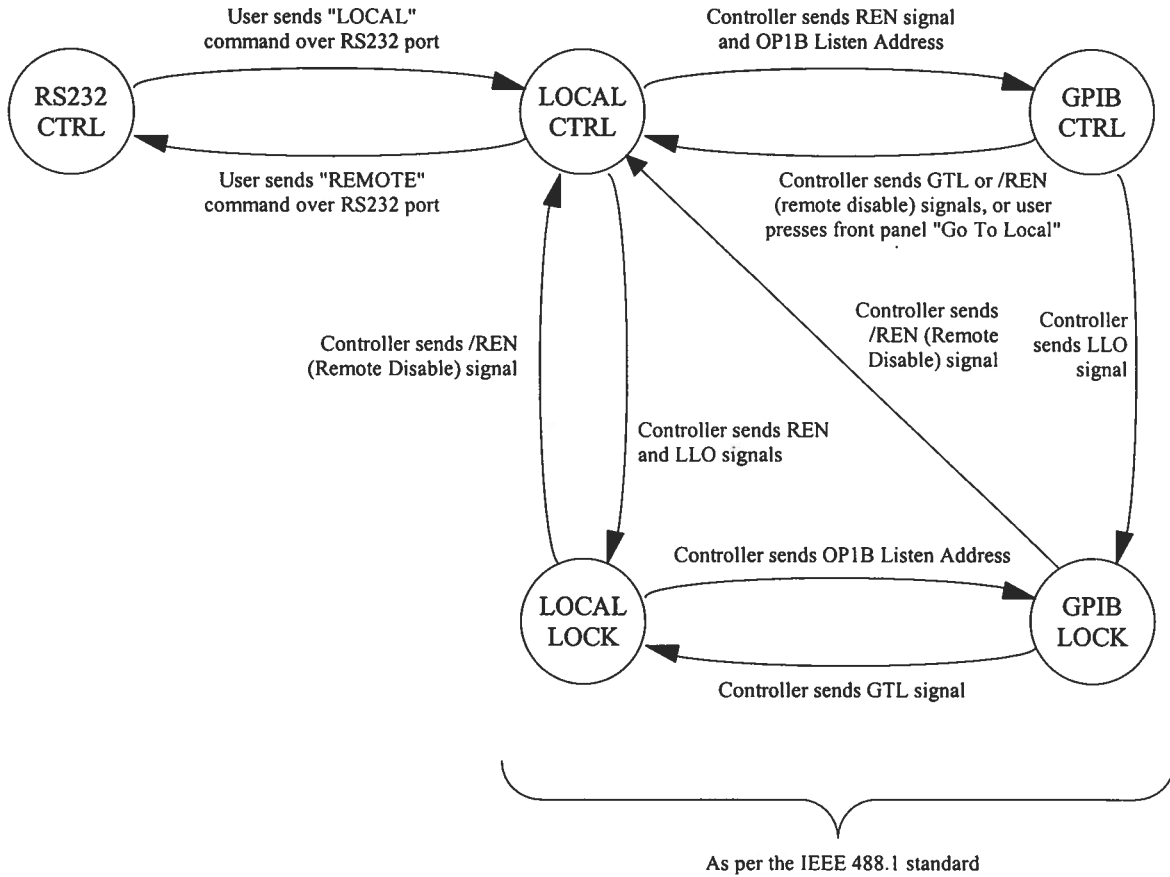 User sends "LOCAL"
command over RS232 port
Controller sends REN signal
and OP1B Listen Address
RS232
CTRL
LOCAL
CTRL
GPIB
CTRL
User sends "REMOTE"
command over RS232 port
Controller sends GTL or /REN
(remote disable) signals, or user
presses front panel "Go To Local"
Controller sends /REN
(Remote Disable) signal
Controller sends
/REN (Remote
Disable) signal
Controller
sends LLO
signal
Controller sends REN
and LLO signals
Controller sends OP1B Listen Address
LOCAL
LOCK
GPIB
LOCK
Controller sends GTL signal
As per the IEEE 488.1 standard